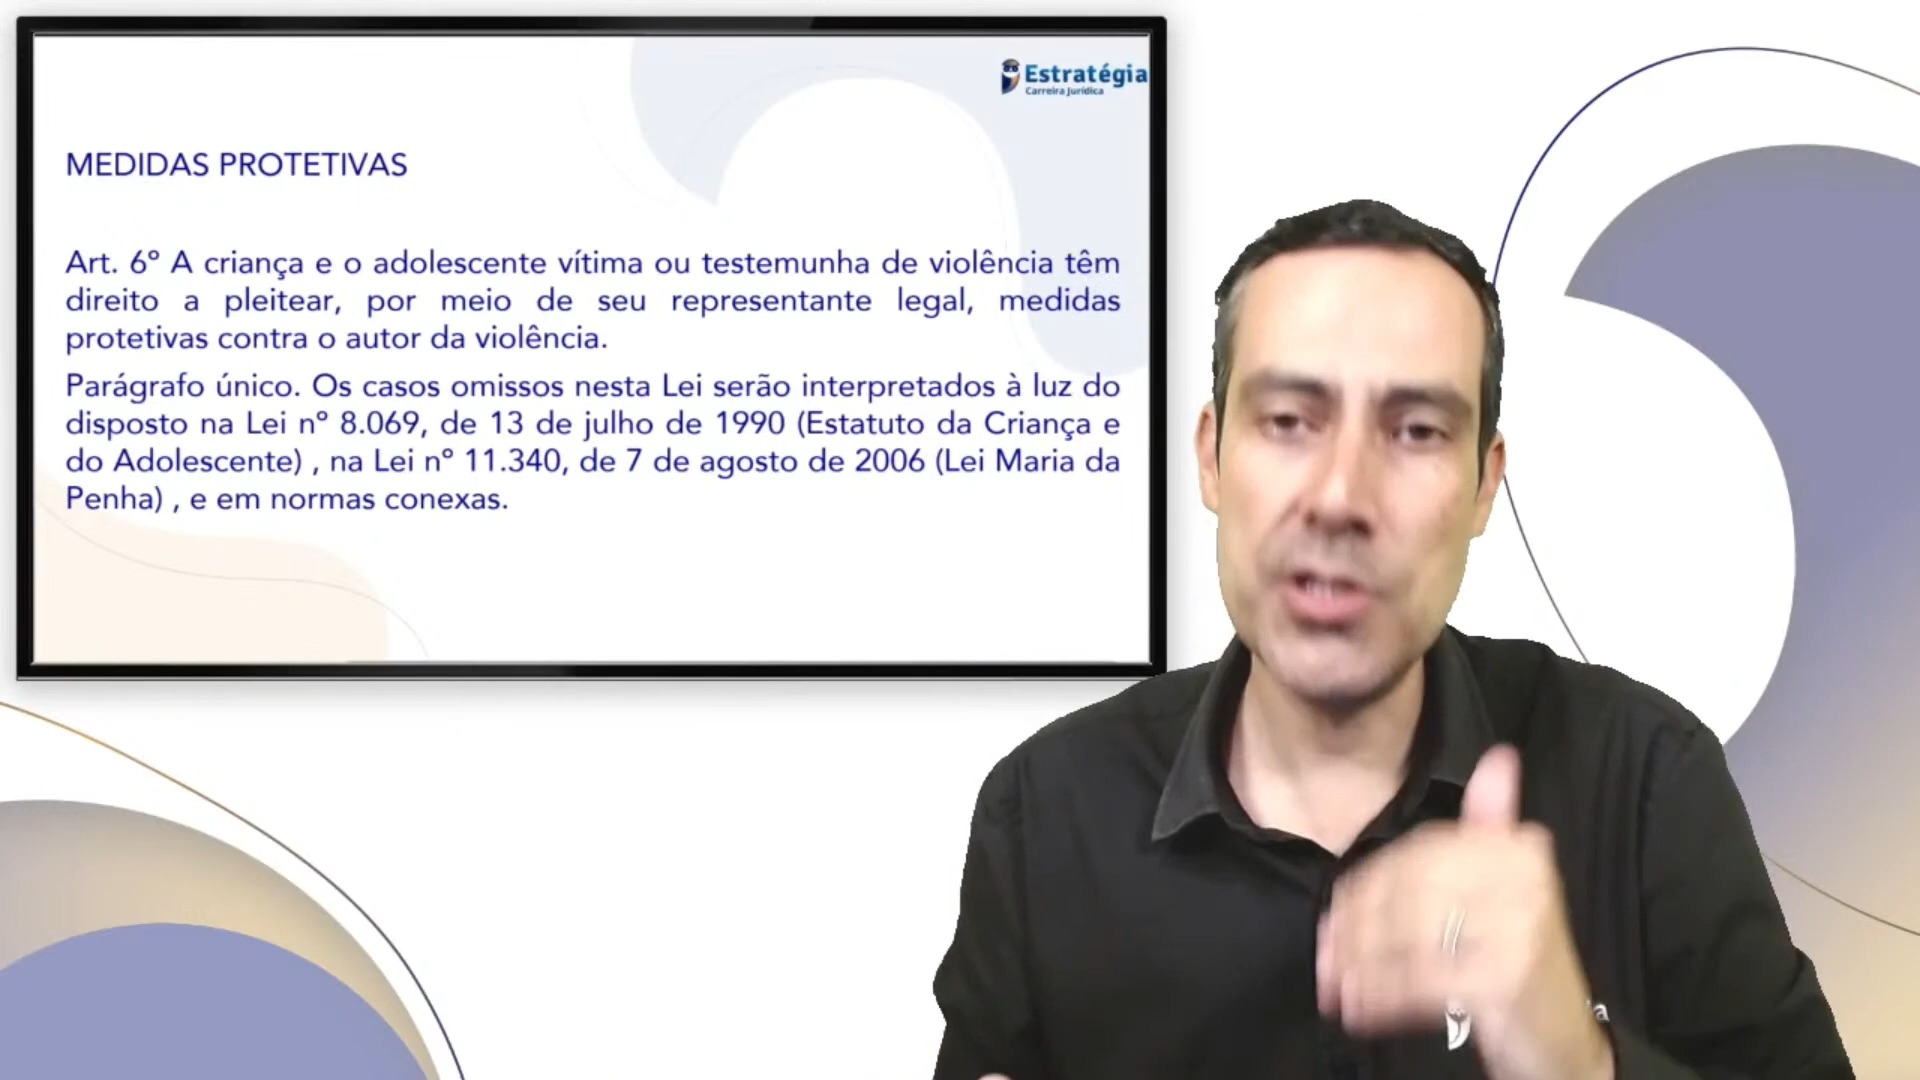 Estratégia
Carreira Jurídica
MEDIDAS PROTETIVAS
Art. 6º A criança e o adolescente vítima ou testemunha de violência têm
direito a pleitear, por meio de seu representante legal, medidas
protetivas contra o autor da violência.
Parágrafo único. Os casos omissos nesta Lei serão interpretados à luz do
disposto na Lei nº 8.069, de 13 de julho de 1990 (Estatuto da Criança e
do Adolescente) , na Lei nº 11.340, de 7 de agosto de 2006 (Lei Maria da
Penha) , e em normas conexas.